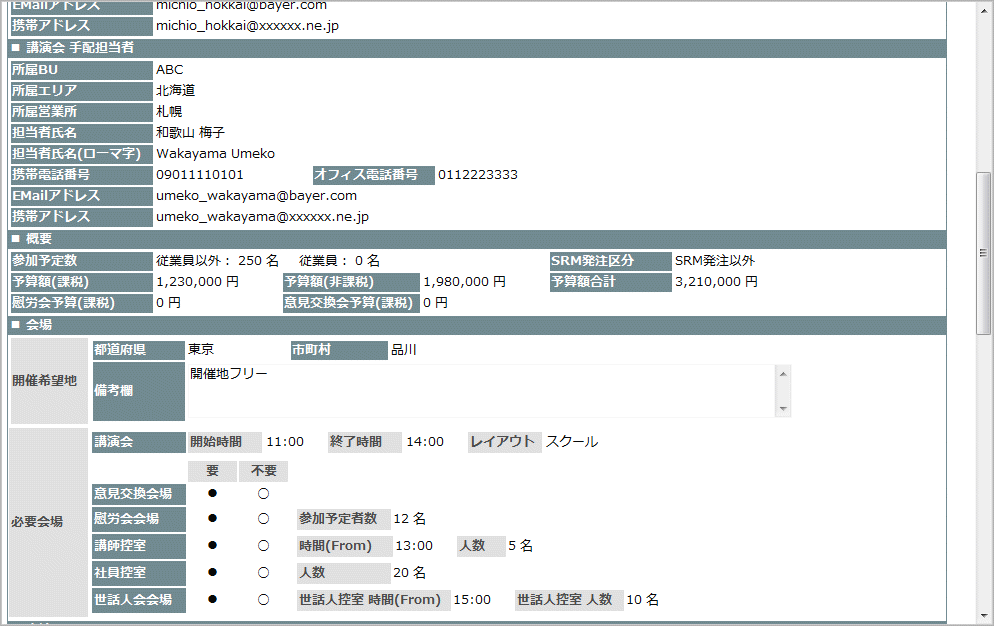 EMailアドレス michio_hokkai@bayer.com
携帯アドレス michio_hokkai@xxxxxx.ne.jp
■ 講演会 手配担当者
所属BU ABC
所属エリア 北海道
所属営業所 札幌
担当者氏名 和歌山 梅子
担当者氏名(ローマ字) Wakayama Umeko
携帯電話番号 09011110101 オフィス電話番号 0112223333
EMailアドレス umeko_wakayama@bayer.com
携帯アドレス umeko_wakayama@xxxxxx.ne.jp
■ 概要
参加予定数 従業員以外： 250 名 従業員： 0 名 SRM発注区分 SRM発注以外
予算額(課税) 1,230,000 円 予算額(非課税) 1,980,000 円 予算額合計 3,210,000 円
慰労会予算(課税) 0 円 意見交換会予算(課税) 0 円
■ 会場
開催希望地 都道府県 東京 市町村 品川
備考欄 開催地フリー
必要会場 講演会 開始時間 11:00 終了時間 14:00 レイアウト スクール
要 不要
意見交換会場 ● ○
慰労会会場 ● ○ 参加予定者数 12 名
講師控室 ● ○ 時間(From) 13:00 人数 5 名
社員控室 ● ○ 人数 20 名
世話人会会場 ● ○ 世話人控室 時間(From) 15:00 世話人控室 人数 10 名